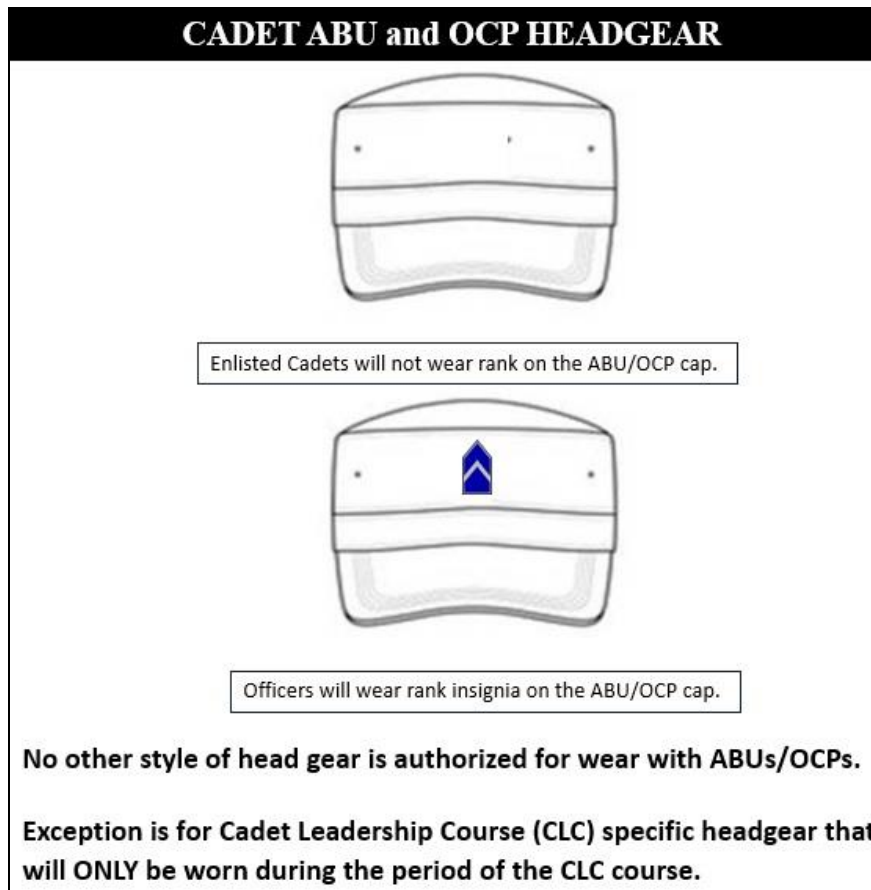 CADET ABU and OCP HEADGEAR
Enlisted Cadets will not wear rank on the ABU/OCP cap.
Officers will wear rank insignia on the ABU/OCP cap.
No other style of head gear is authorized for wear with ABUs/OCPs.
Exception is for Cadet Leadership Course (CLC) specific headgear that
will ONLY be worn during the period of the CLC course.